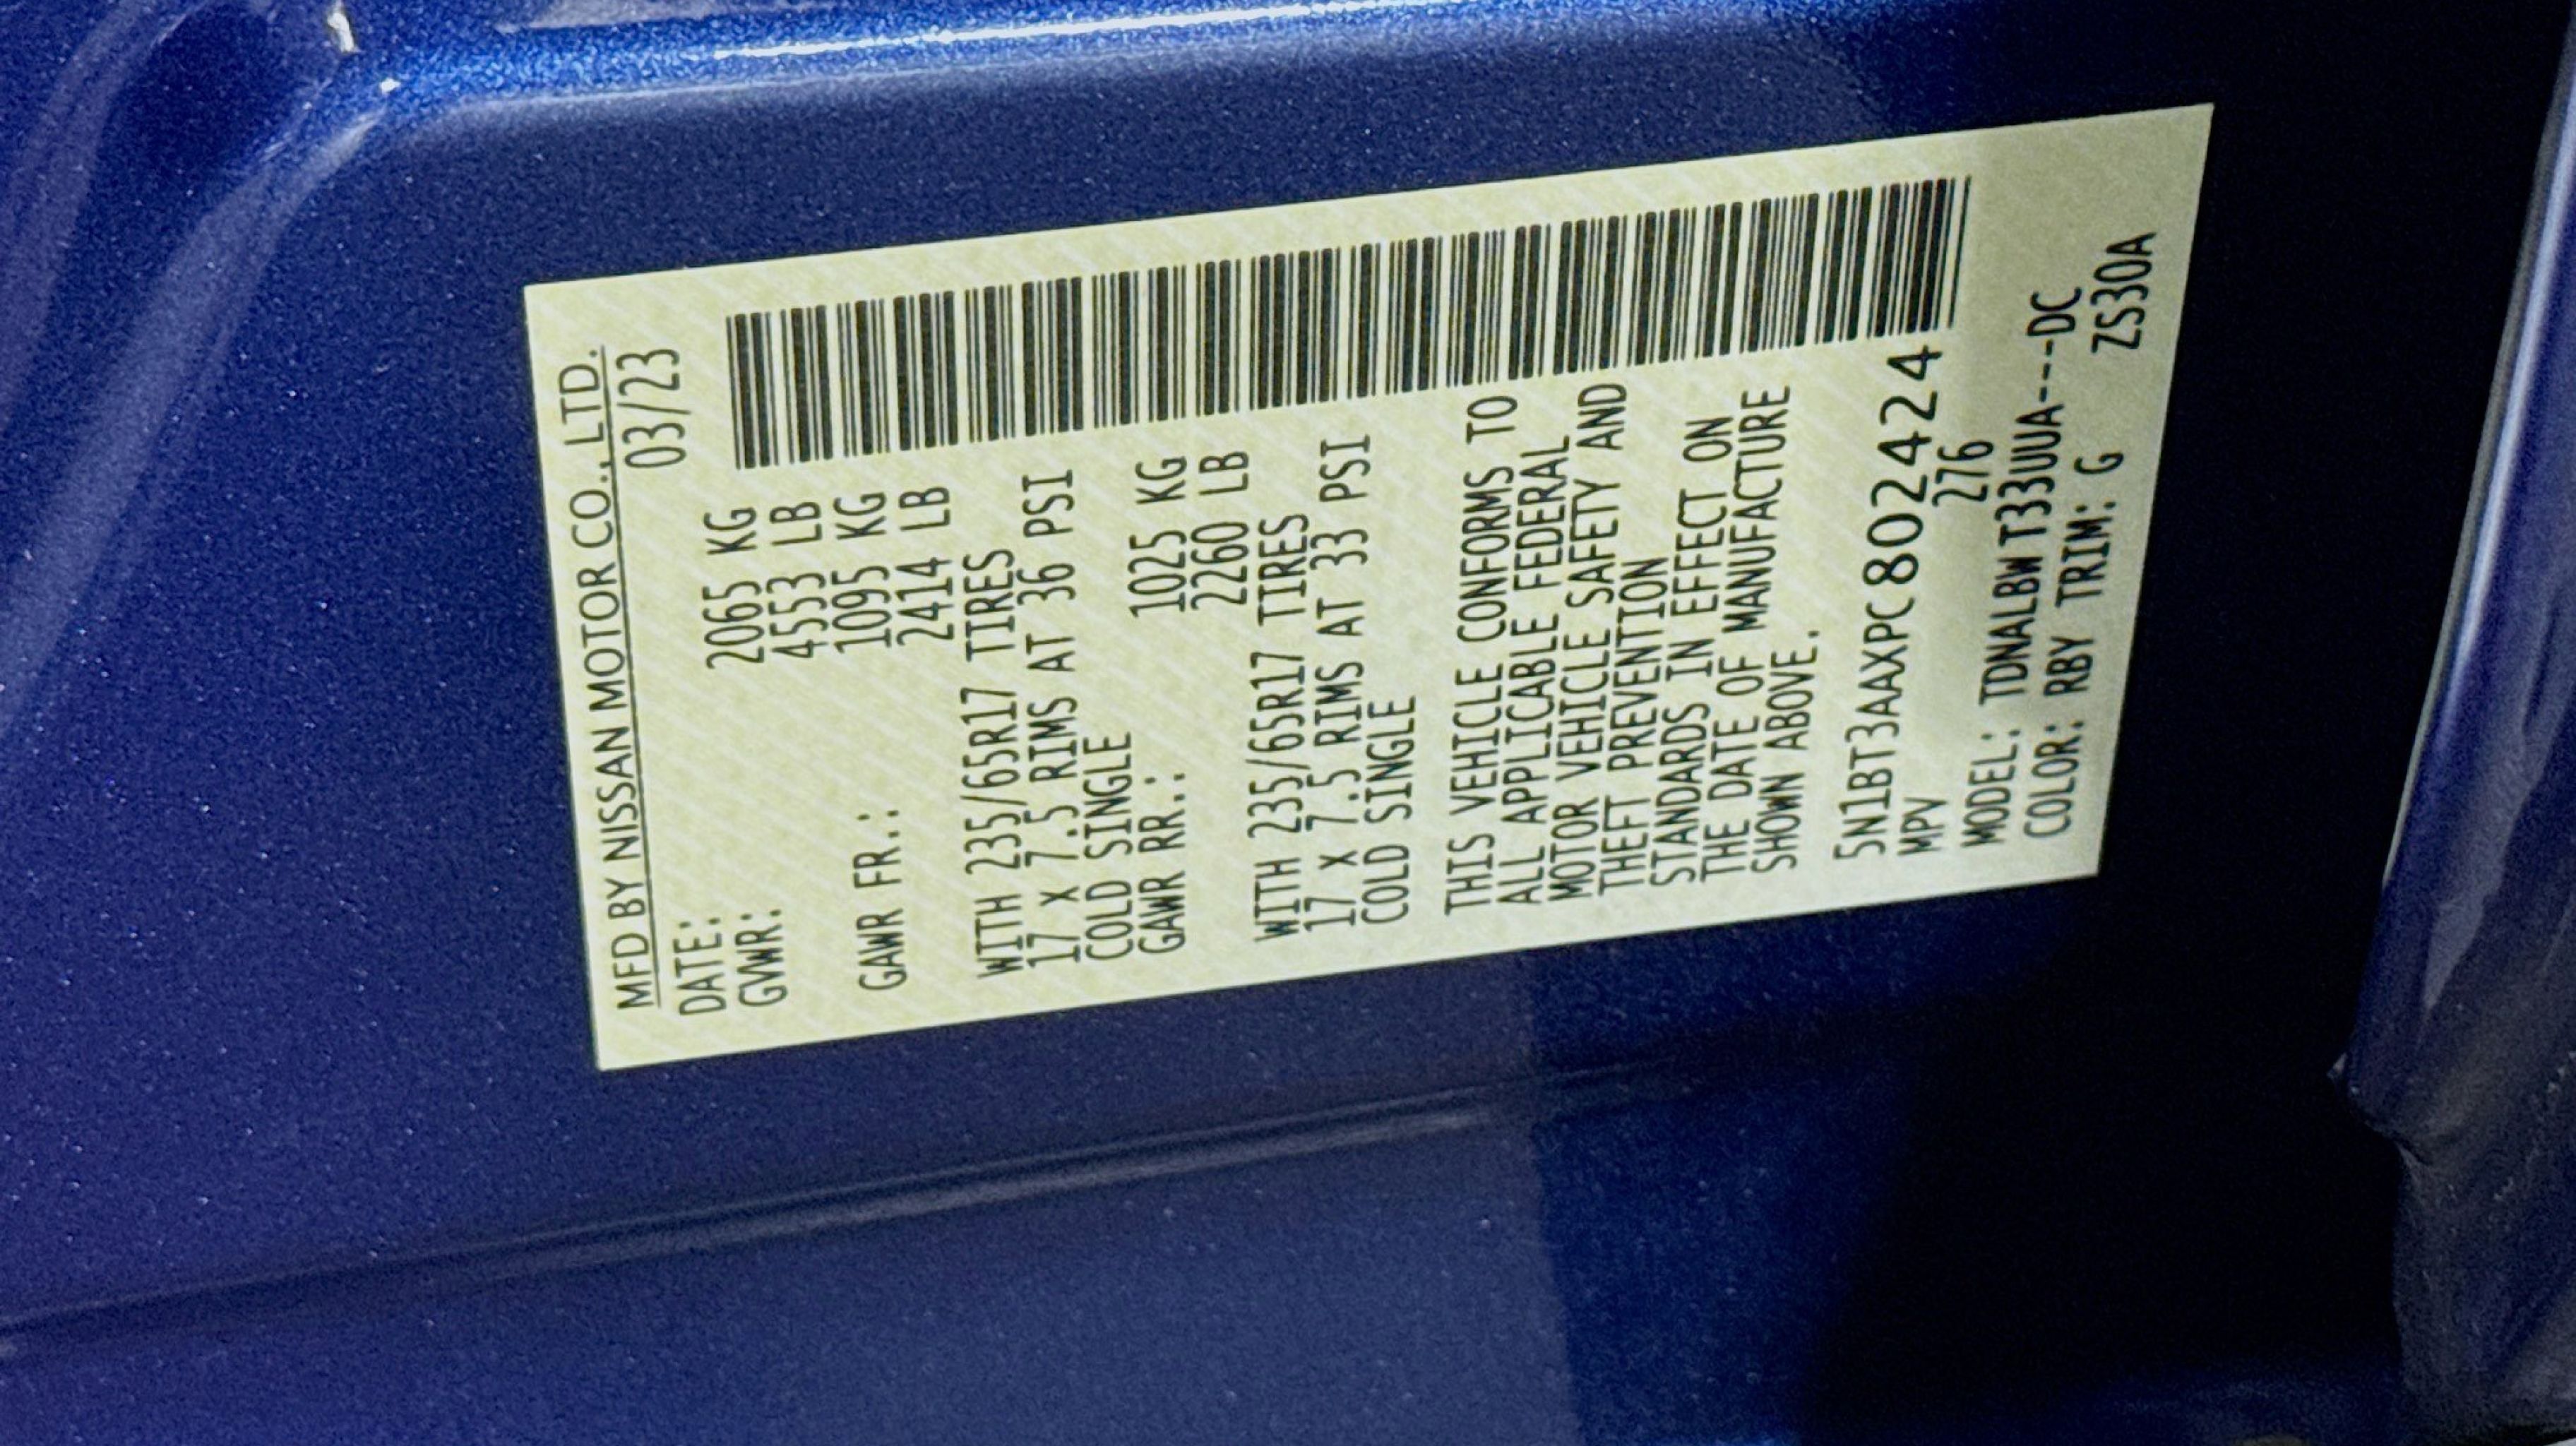 MFD BY NISSAN MOTOR CO.,LTD.
DATE: 03/23
GVWR: 2065 KG
4553 LB
GAWR FR.: 1095 KG
2414 LB
WITH 235/65R17 TIRES
17 X 7.5 RIMS AT 36 PSI
COLD SINGLE
GAWR RR.: 1025 KG
2260 LB
WITH 235/65R17 TIRES
17 X 7.5 RIMS AT 33 PSI
COLD SINGLE
THIS VEHICLE CONFORMS TO
ALL APPLICABLE FEDERAL
MOTOR VEHICLE SAFETY AND
THEFT PREVENTION
STANDARDS IN EFFECT ON
THE DATE OF MANUFACTURE
SHOWN ABOVE.
5N1BT3AAXPC802424
MPV 276
MODEL: TDNALBW T33UUA---DC
COLOR: RBY TRIM: G ZS30A